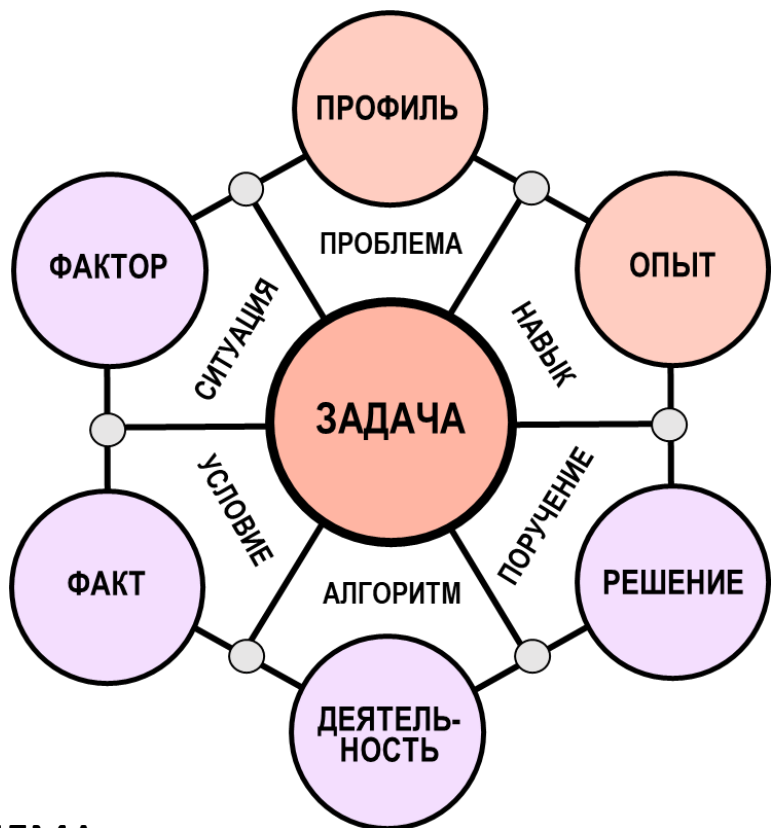 ПРОФИЛЬ
ПРОБЛЕМА
ФАКТОР
ОПЫТ
СИТУАЦИЯ
НАВЫК
ЗАДАЧА
УСЛОВИЕ
ПОРУЧЕНИЕ
ФАКТ
АЛГОРИТМ
РЕШЕНИЕ
ДЕЯТЕЛЬ-
НОСТЬ